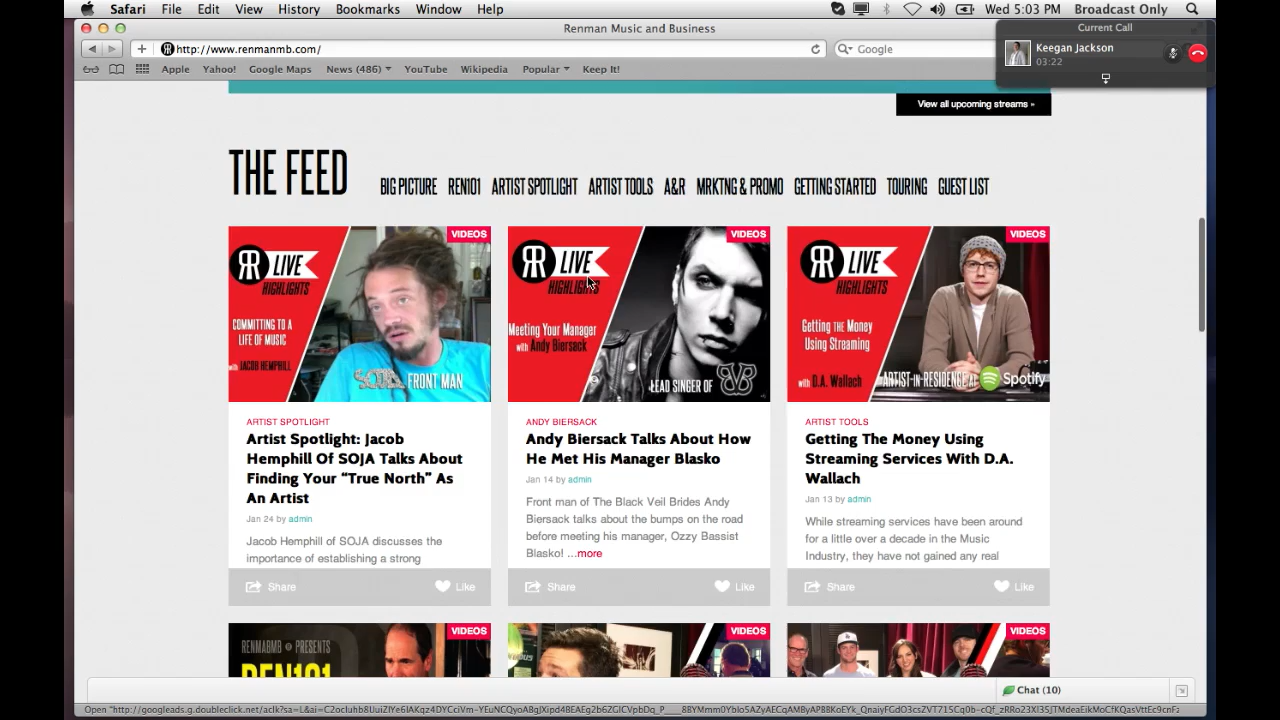 Safari File Edit View History Bookmarks Window Help Wed 5:03 PM Broadcast Only
Renman Music and Business
http://www.renmanmb.com/ Google
Current Call
Keegan Jackson
03:22
Apple Yahoo! Google Maps News (486) YouTube Wikipedia Popular Keep It!
View all upcoming streams »
THE FEED BIG PICTURE REN101 ARTIST SPOTLIGHT ARTIST TOOLS A&R MRKTNG & PROMO GETTING STARTED TOURING GUEST LIST
VIDEOS
RR LIVE
HIGHLIGHTS
COMMITTING TO A
LIFE OF MUSIC
with JACOB HEMPHILL
SOJA FRONT MAN
ARTIST SPOTLIGHT
Artist Spotlight: Jacob
Hemphill Of SOJA Talks About
Finding Your “True North” As
An Artist
Jan 24 by admin
Jacob Hemphill of SOJA discusses the
importance of establishing a strong
Share Like
VIDEOS
RR LIVE
HIGHLIGHTS
Meeting Your Manager
with Andy Biersack
LEAD SINGER OF
ANDY BIERSACK
Andy Biersack Talks About How
He Met His Manager Blasko
Jan 14 by admin
Front man of The Black Veil Brides Andy
Biersack talks about the bumps on the road
before meeting his manager, Ozzy Bassist
Blasko! ...more
Share Like
VIDEOS
RR LIVE
HIGHLIGHTS
Getting the Money
Using Streaming
with D.A. Wallach
ARTIST-IN-RESIDENCE AT Spotify
ARTIST TOOLS
Getting The Money Using
Streaming Services With D.A.
Wallach
Jan 13 by admin
While streaming services have been around
for a little over a decade in the Music
Industry, they have not gained any real
Share Like
VIDEOS
RENMABMB PRESENTS
REN101
VIDEOS
VIDEOS
Chat (10)